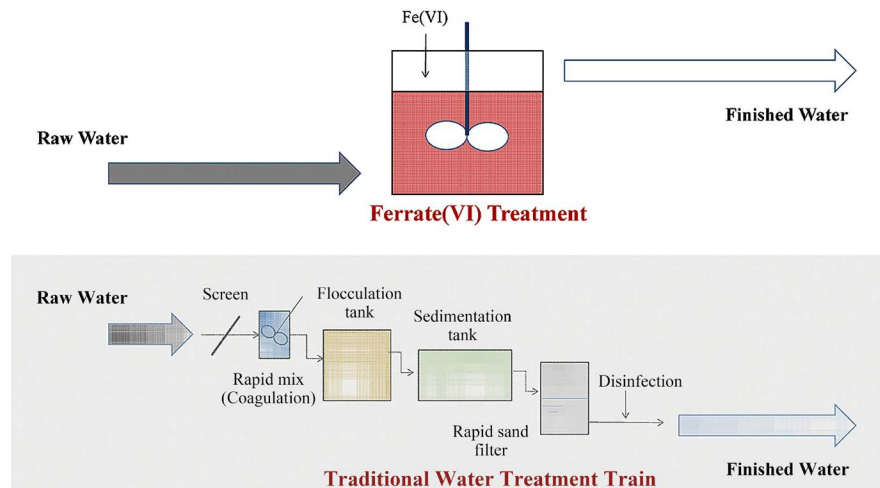 Fe(VI)
Raw Water
Finished Water
Ferrate(VI) Treatment
Raw Water
Screen
Flocculation
tank
Sedimentation
tank
Rapid mix
(Coagulation)
Disinfection
Rapid sand
filter
Finished Water
Traditional Water Treatment Train